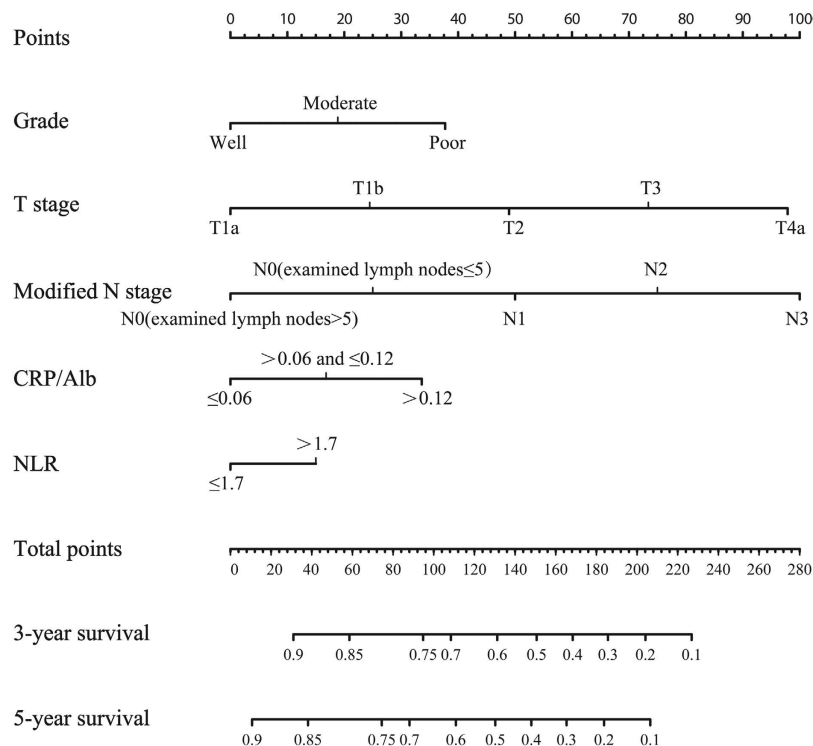 Points
0 10 20 30 40 50 60 70 80 90 100
Moderate
Grade
Well Poor
T1b T3
T stage
T1a T2 T4a
N0(examined lymph nodes≤5) N2
Modified N stage
N0(examined lymph nodes>5) N1 N3
>0.06 and ≤0.12
CRP/Alb
≤0.06 >0.12
>1.7
NLR
≤1.7
Total points
0 20 40 60 80 100 120 140 160 180 200 220 240 260 280
3-year survival
0.9 0.85 0.75 0.7 0.6 0.5 0.4 0.3 0.2 0.1
5-year survival
0.9 0.85 0.75 0.7 0.6 0.5 0.4 0.3 0.2 0.1